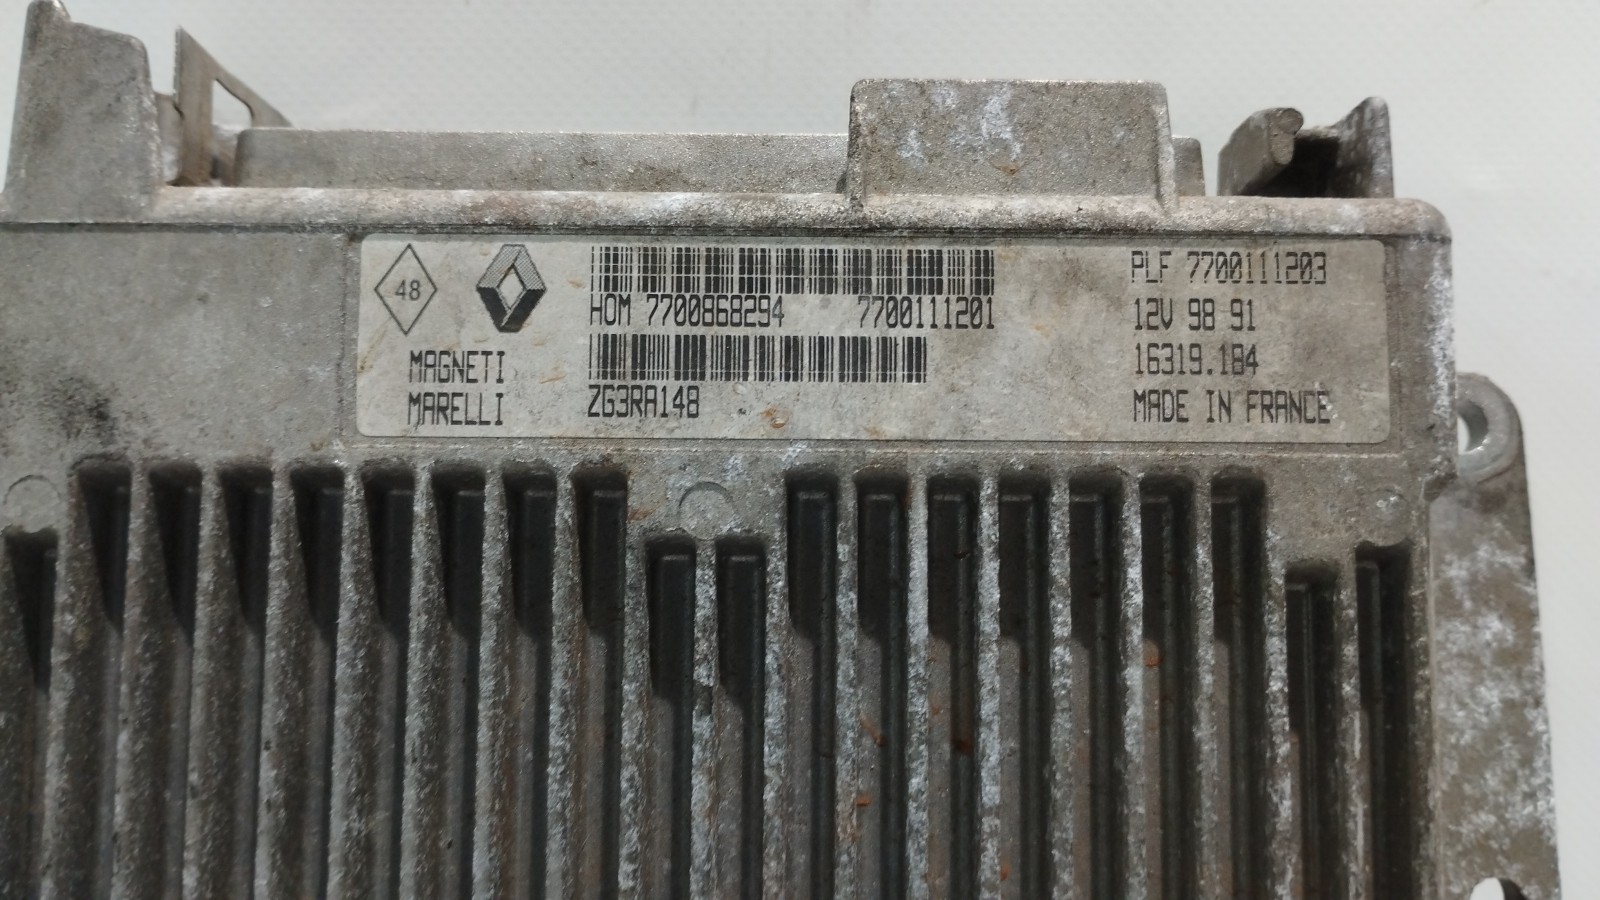 48
HOM 7700868294 7700111201
ZG3RA148
MAGNETI
MARELLI
PLF 7700111203
12V 98 91
16319.184
MADE IN FRANCE